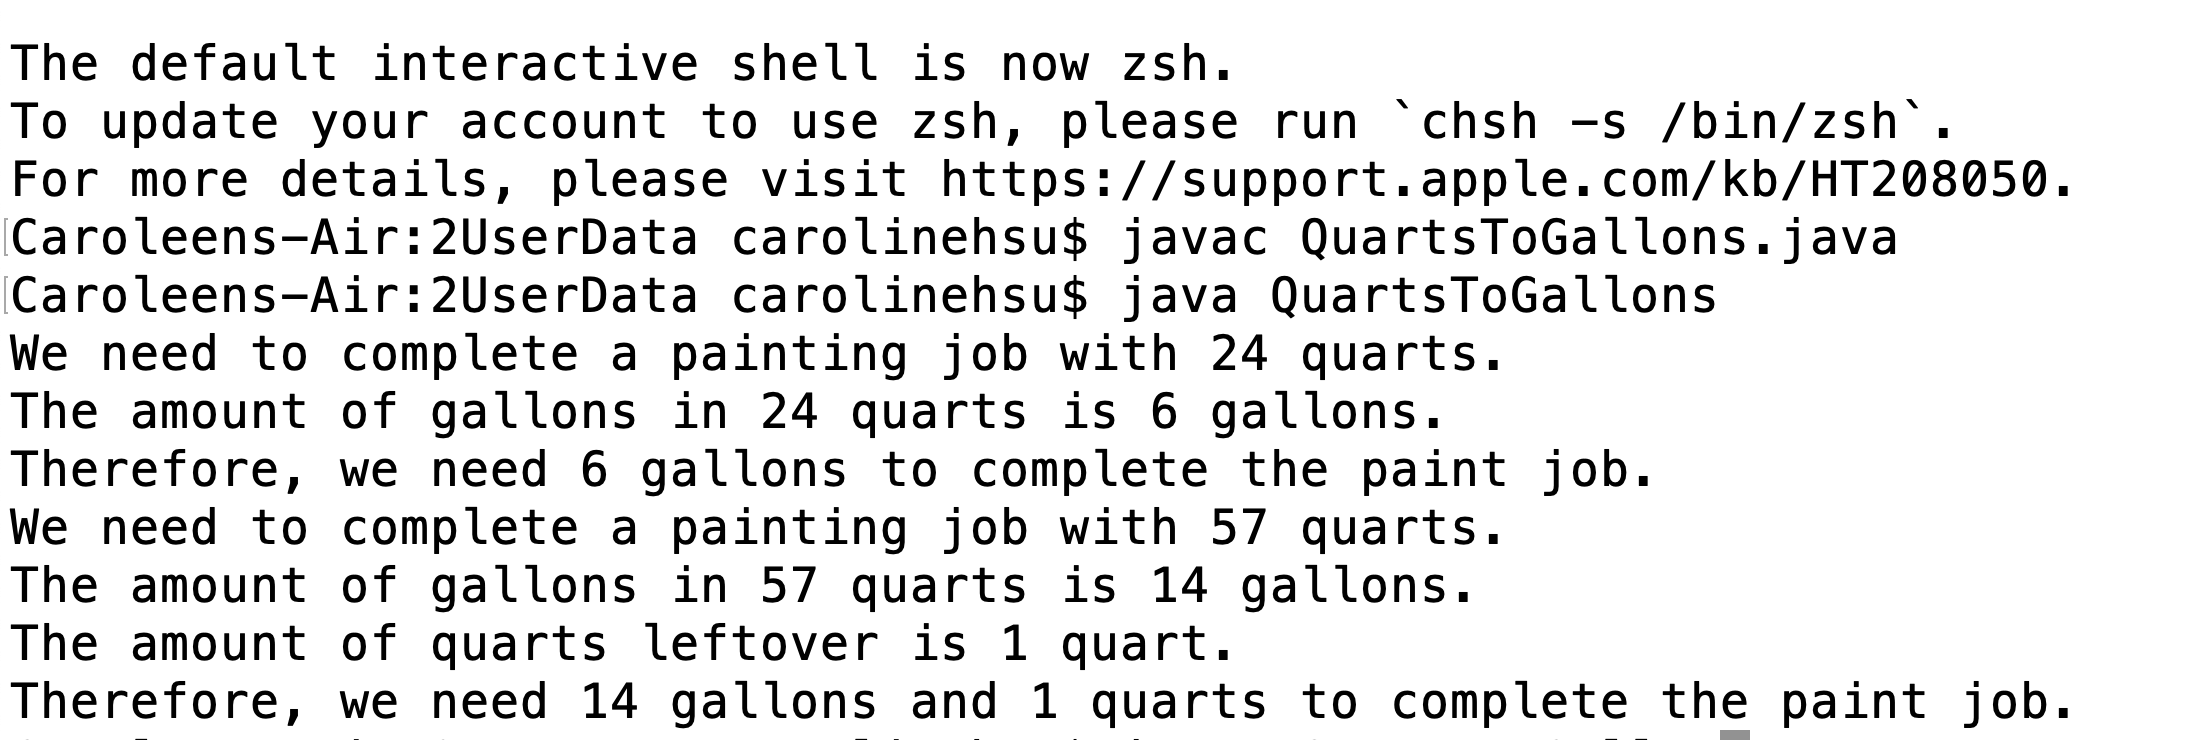 The default interactive shell is now zsh.
To update your account to use zsh, please run `chsh -s /bin/zsh`.
For more details, please visit https://support.apple.com/kb/HT208050.
Caroleens-Air:2UserData carolinehsu$ javac QuartsToGallons.java
Caroleens-Air:2UserData carolinehsu$ java QuartsToGallons
We need to complete a painting job with 24 quarts.
The amount of gallons in 24 quarts is 6 gallons.
Therefore, we need 6 gallons to complete the paint job.
We need to complete a painting job with 57 quarts.
The amount of gallons in 57 quarts is 14 gallons.
The amount of quarts leftover is 1 quart.
Therefore, we need 14 gallons and 1 quarts to complete the paint job.